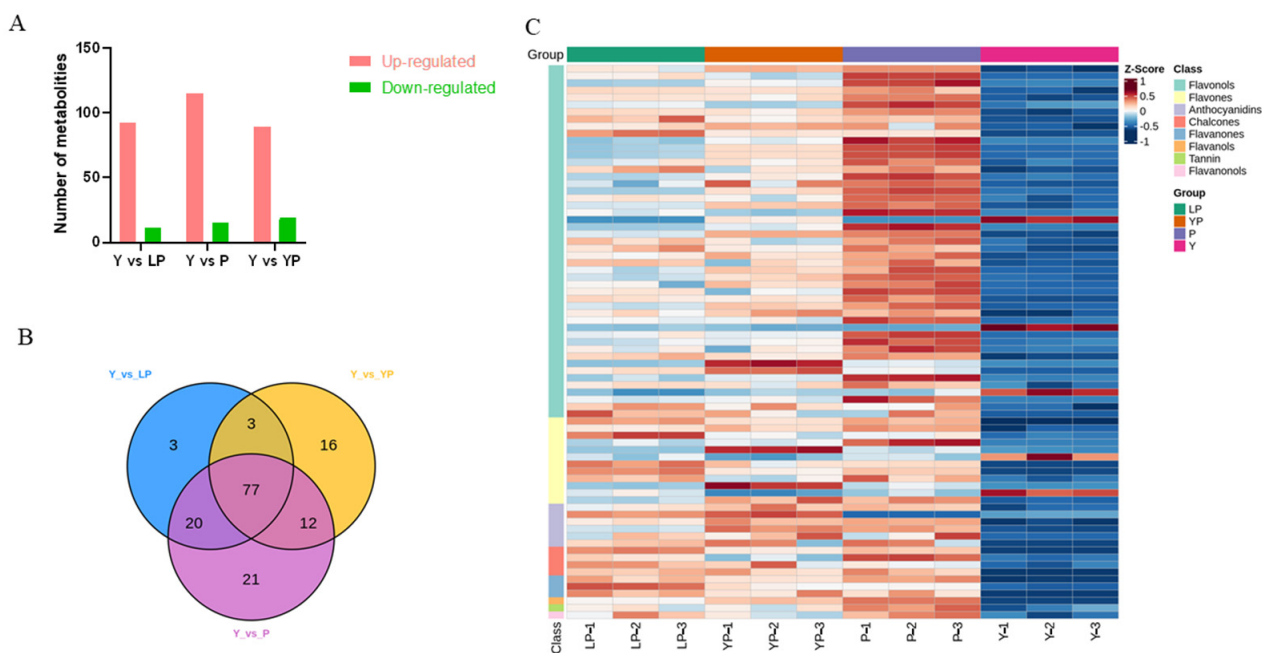 A
150
100
50
0
Number of metabolities
Y vs LP
Y vs P
Y vs YP
Up-regulated
Down-regulated
B
Y_vs_LP
Y_vs_YP
3
3
16
77
20
12
21
Y_vs_P
C
Group
Class
LP-1
LP-2
LP-3
YP-1
YP-2
YP-3
P-1
P-2
P-3
Y-1
Y-2
Y-3
Z-Score
1
0.5
0
-0.5
-1
Class
Flavonols
Flavones
Anthocyanidins
Chalcones
Flavanones
Flavanols
Tannin
Flavanonols
Group
LP
YP
P
Y